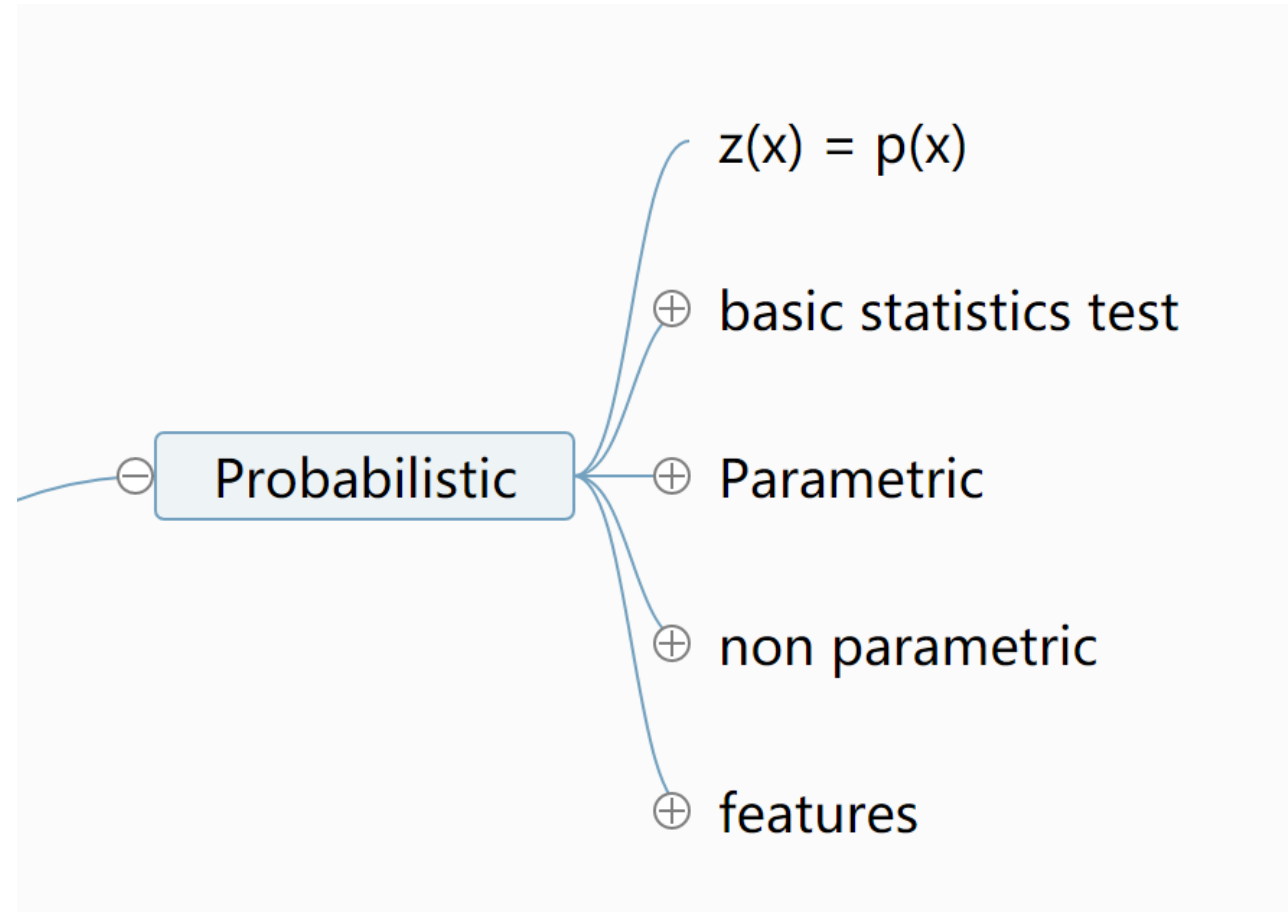 z(x) = p(x)
basic statistics test
Probabilistic
Parametric
non parametric
features